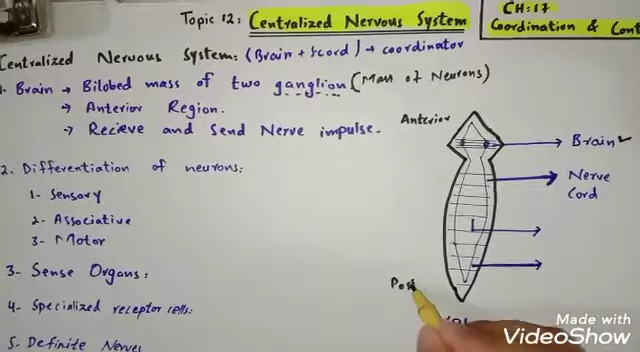 Topic 12: Centralized Nervous System
CH:17
Coordination & Cont
Centralized Nervous System: (Brain + S.cord) → coordinator
1. Brain → Bilobed mass of two ganglion (Mass of Neurons)
→ Anterior Region.
→ Recieve and Send Nerve impulse.
Anterior
Brain ✓
Nerve
Cord
2. Differentiation of neurons:
1- Sensory
2. Associative
3- Motor
3- Sense Organs:
4- Specialized receptor cells:
5. Definite Nerves
Pos
Made with
VideoShow